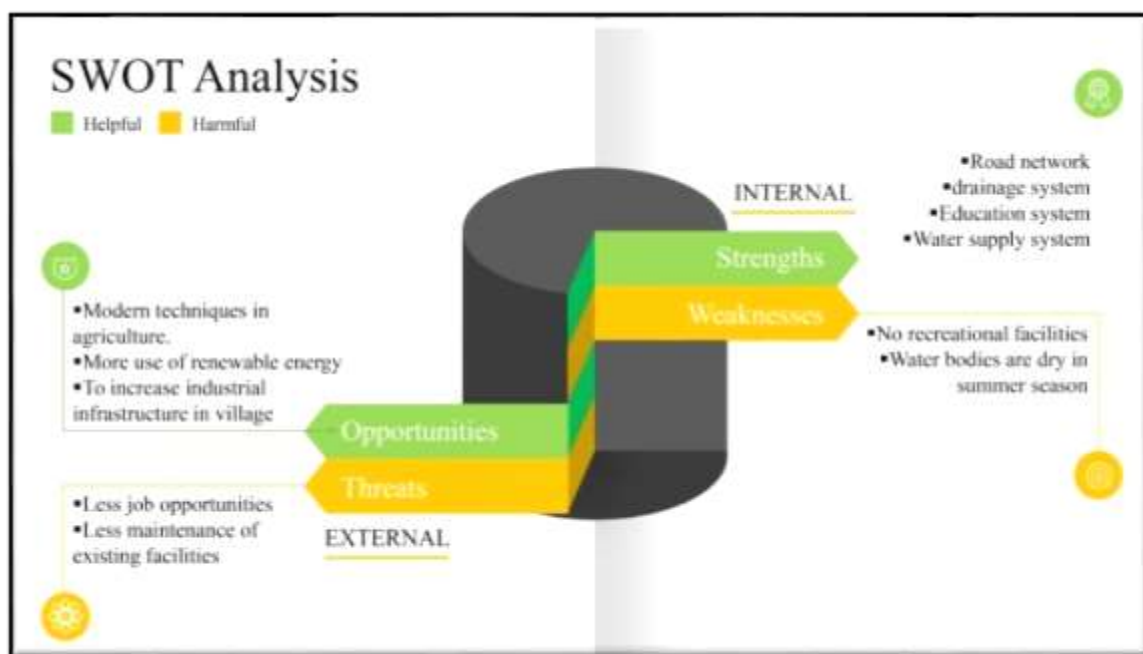 SWOT Analysis
Helpful Harmful
INTERNAL
▪Road network
▪drainage system
▪Education system
▪Water supply system
Strengths
Weaknesses
▪No recreational facilities
▪Water bodies are dry in
summer season
▪Modern techniques in
agriculture.
▪More use of renewable energy
▪To increase industrial
infrastructure in village
Opportunities
Threats
▪Less job opportunities
▪Less maintenance of
existing facilities
EXTERNAL